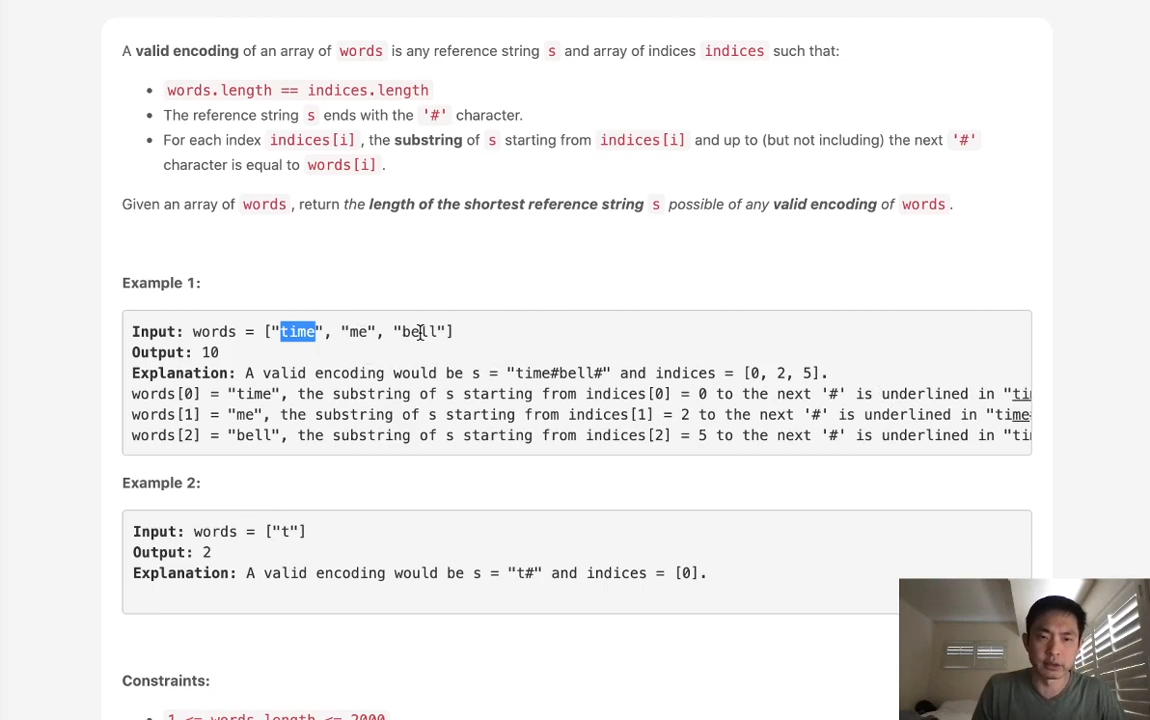 A valid encoding of an array of words is any reference string s and array of indices indices such that:
• words.length == indices.length
• The reference string s ends with the '#' character.
• For each index indices[i], the substring of s starting from indices[i] and up to (but not including) the next '#'
character is equal to words[i].
Given an array of words, return the length of the shortest reference string s possible of any valid encoding of words.
Example 1:
Input: words = ["time", "me", "bell"]
Output: 10
Explanation: A valid encoding would be s = "time#bell#" and indices = [0, 2, 5].
words[0] = "time", the substring of s starting from indices[0] = 0 to the next '#' is underlined in "ti
words[1] = "me", the substring of s starting from indices[1] = 2 to the next '#' is underlined in "time
words[2] = "bell", the substring of s starting from indices[2] = 5 to the next '#' is underlined in "ti
Example 2:
Input: words = ["t"]
Output: 2
Explanation: A valid encoding would be s = "t#" and indices = [0].
Constraints:
• 1 <= words.length <= 2000